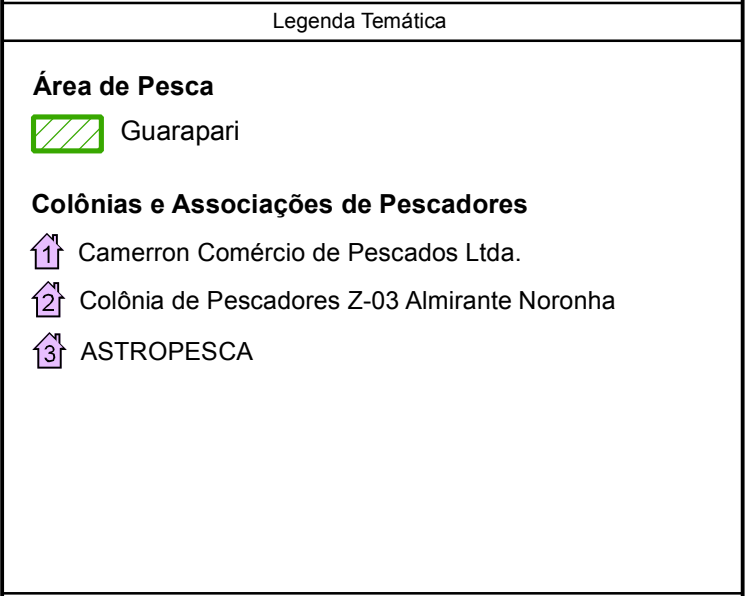 Legenda Temática
Área de Pesca
Guarapari
Colônias e Associações de Pescadores
1 Camerron Comércio de Pescados Ltda.
2 Colônia de Pescadores Z-03 Almirante Noronha
3 ASTROPESCA